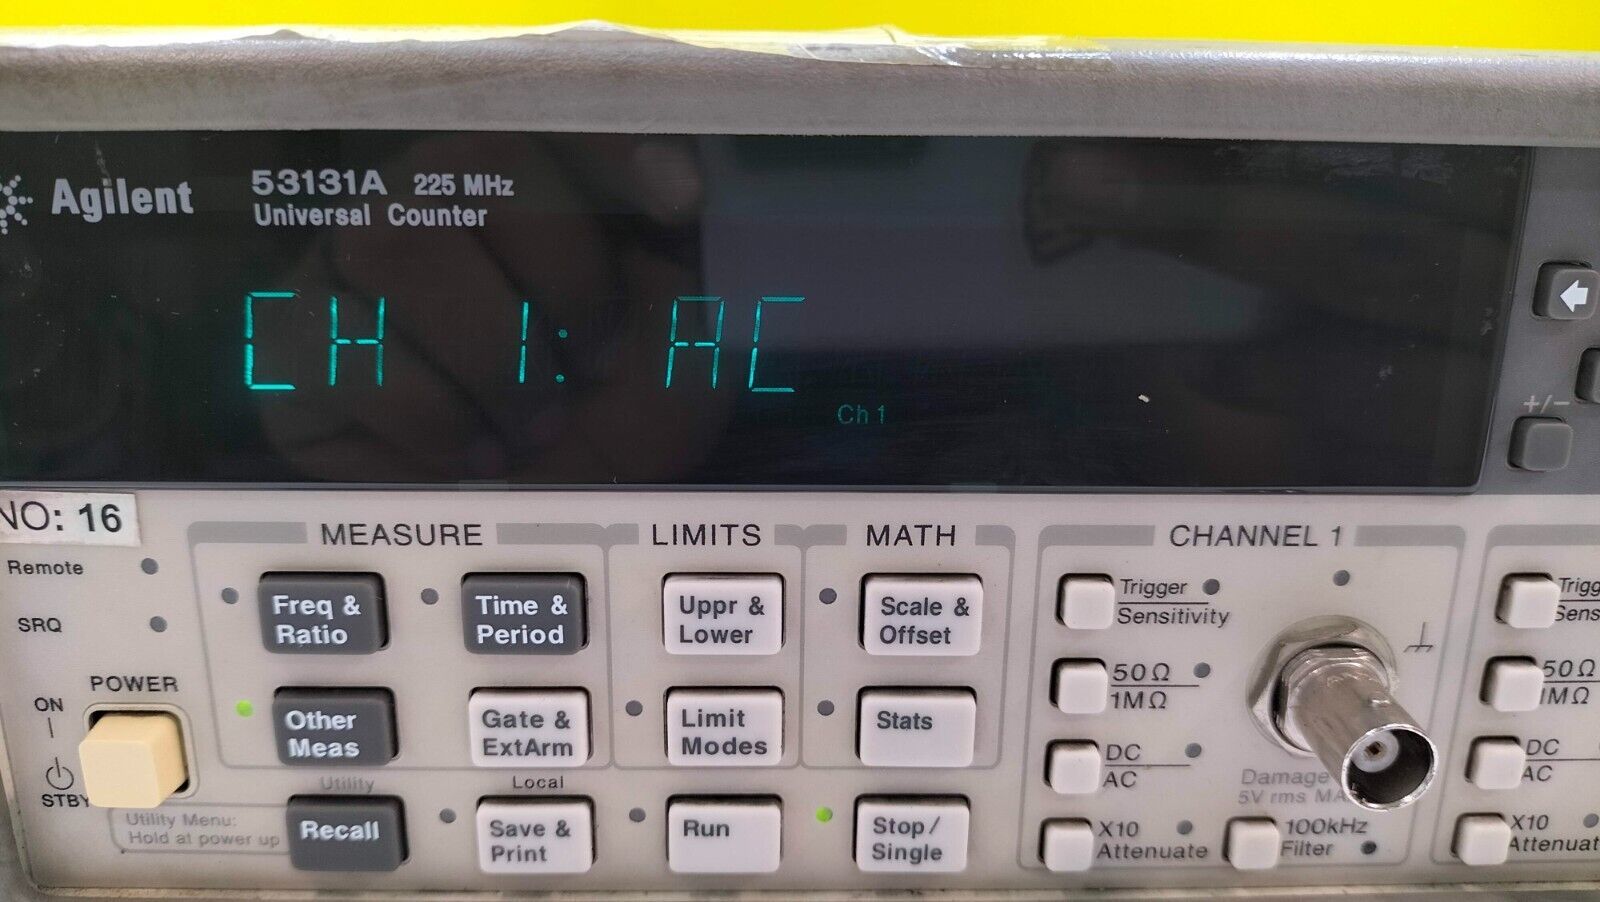 Agilent
53131A 225 MHz
Universal Counter
CH 1: AC
Ch 1
+/−
NO: 16
Remote
SRQ
POWER
ON
STBY
Utility Menu:
Hold at power up
MEASURE
Freq &
Ratio
Time &
Period
Other
Meas
Gate &
ExtArm
Utility
Local
Recall
Save &
Print
LIMITS
Uppr &
Lower
Limit
Modes
Run
MATH
Scale &
Offset
Stats
Stop/
Single
CHANNEL 1
Trigger
Sensitivity
50Ω
1MΩ
DC
AC
X10
Attenuate
100kHz
Filter
Damage
5V rms
50Ω
1MΩ
DC
AC
X10